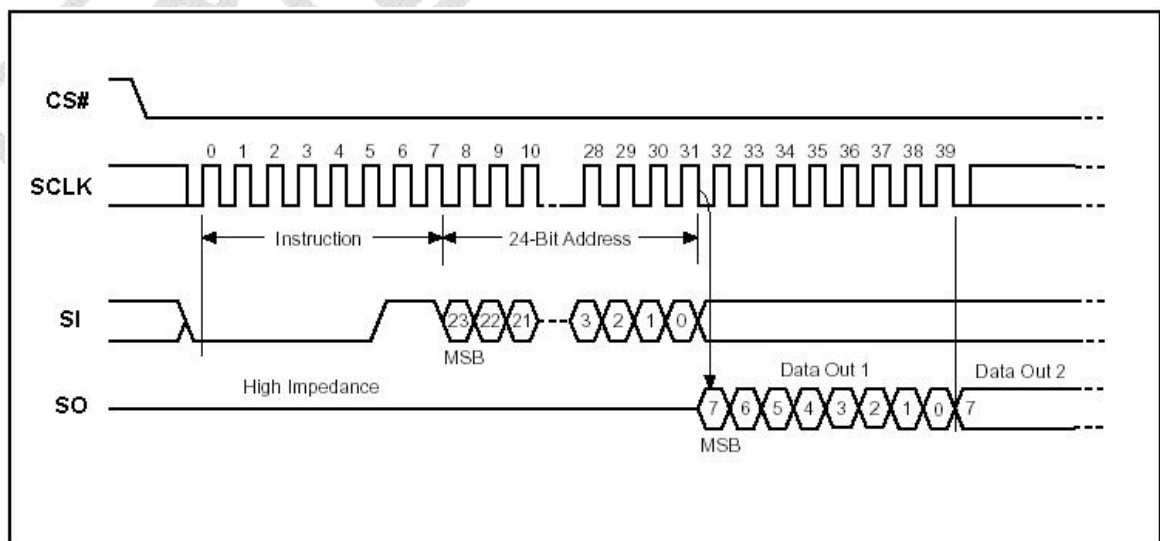 CS#
0 1 2 3 4 5 6 7 8 9 10 28 29 30 31 32 33 34 35 36 37 38 39
SCLK
Instruction 24-Bit Address
SI
23 22 21 3 2 1 0
MSB
Data Out 1 Data Out 2
High Impedance
SO
7 6 5 4 3 2 1 0 7
MSB